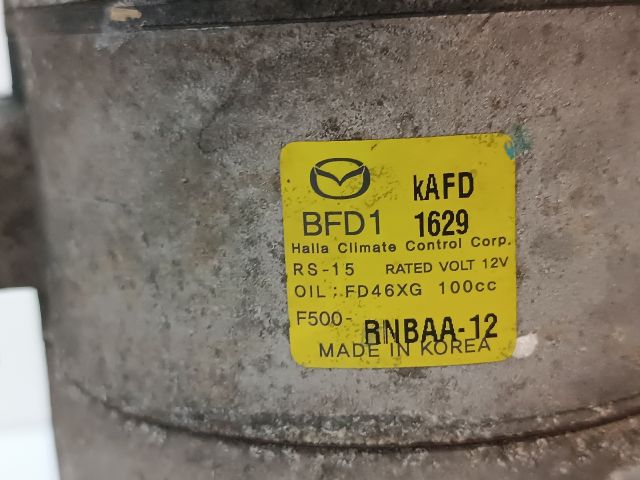 BFD1 kAFD
1629
Halla Climate Control Corp.
RS-15 RATED VOLT 12V
OIL : FD46XG 100cc
F500- RNBAA-12
MADE IN KOREA